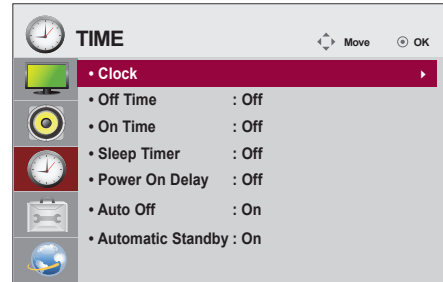 TIME Move OK
• Clock
• Off Time : Off
• On Time : Off
• Sleep Timer : Off
• Power On Delay : Off
• Auto Off : On
• Automatic Standby : On